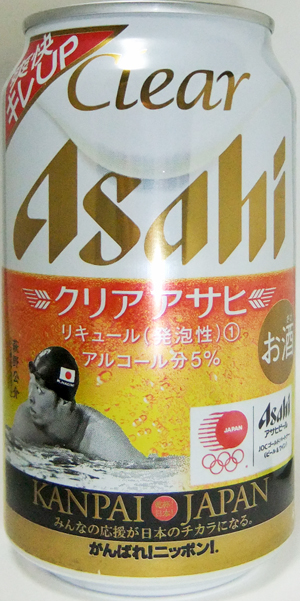 爽快
キレUP
Clear
Asahi
クリア アサヒ
リキュール(発泡性)①
アルコール分5%
お酒
JAPAN
Asahi
アサヒビール
KANPAI JAPAN
みんなの応援が日本のチカラになる。
がんばれ!ニッポン!